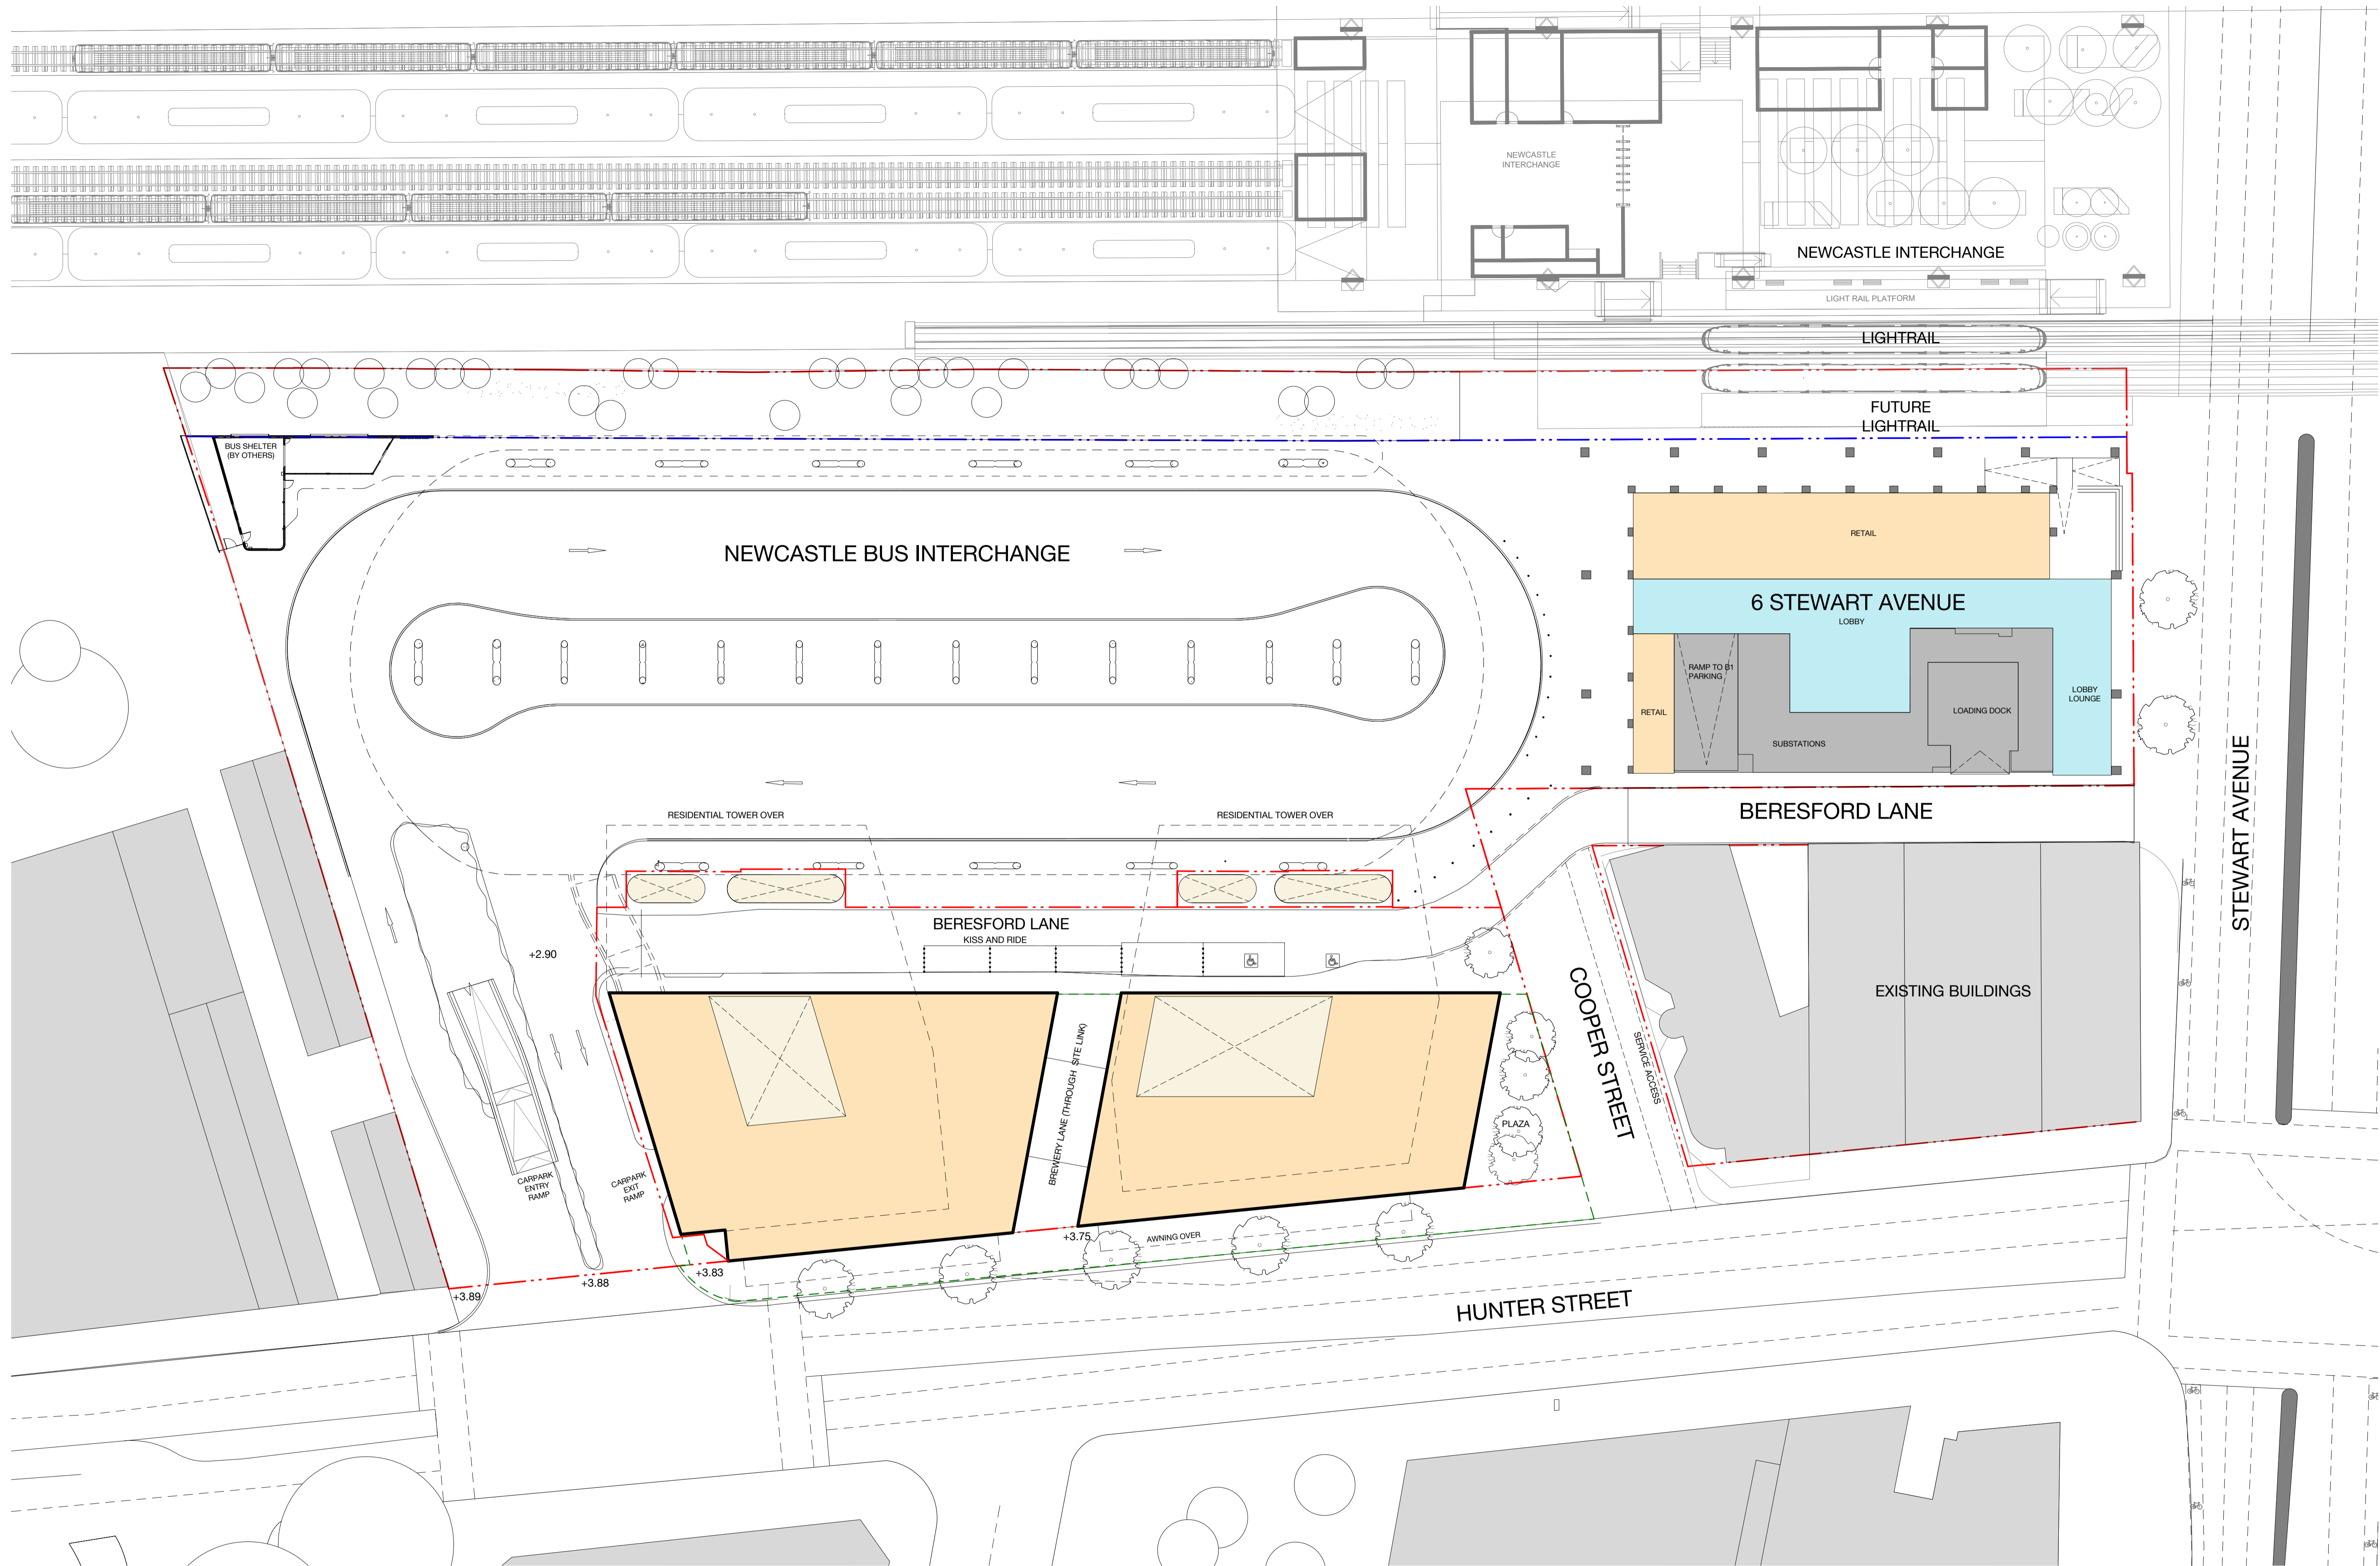 NEWCASTLE
INTERCHANGE
NEWCASTLE INTERCHANGE
LIGHT RAIL PLATFORM
LIGHTRAIL
FUTURE
LIGHTRAIL
BUS SHELTER
(BY OTHERS)
NEWCASTLE BUS INTERCHANGE
RETAIL
6 STEWART AVENUE
LOBBY
RAMP TO B1
PARKING
RETAIL
LOBBY
LOUNGE
LOADING DOCK
SUBSTATIONS
STEWART AVENUE
RESIDENTIAL TOWER OVER
RESIDENTIAL TOWER OVER
BERESFORD LANE
BERESFORD LANE
KISS AND RIDE
+2.90
COOPER STREET
SERVICE ACCESS
EXISTING BUILDINGS
BREWERY LANE (THROUGH SITE LINK)
PLAZA
CARPARK
ENTRY
RAMP
CARPARK
EXIT
RAMP
+3.75
AWNING OVER
+3.83
+3.88
+3.89
HUNTER STREET